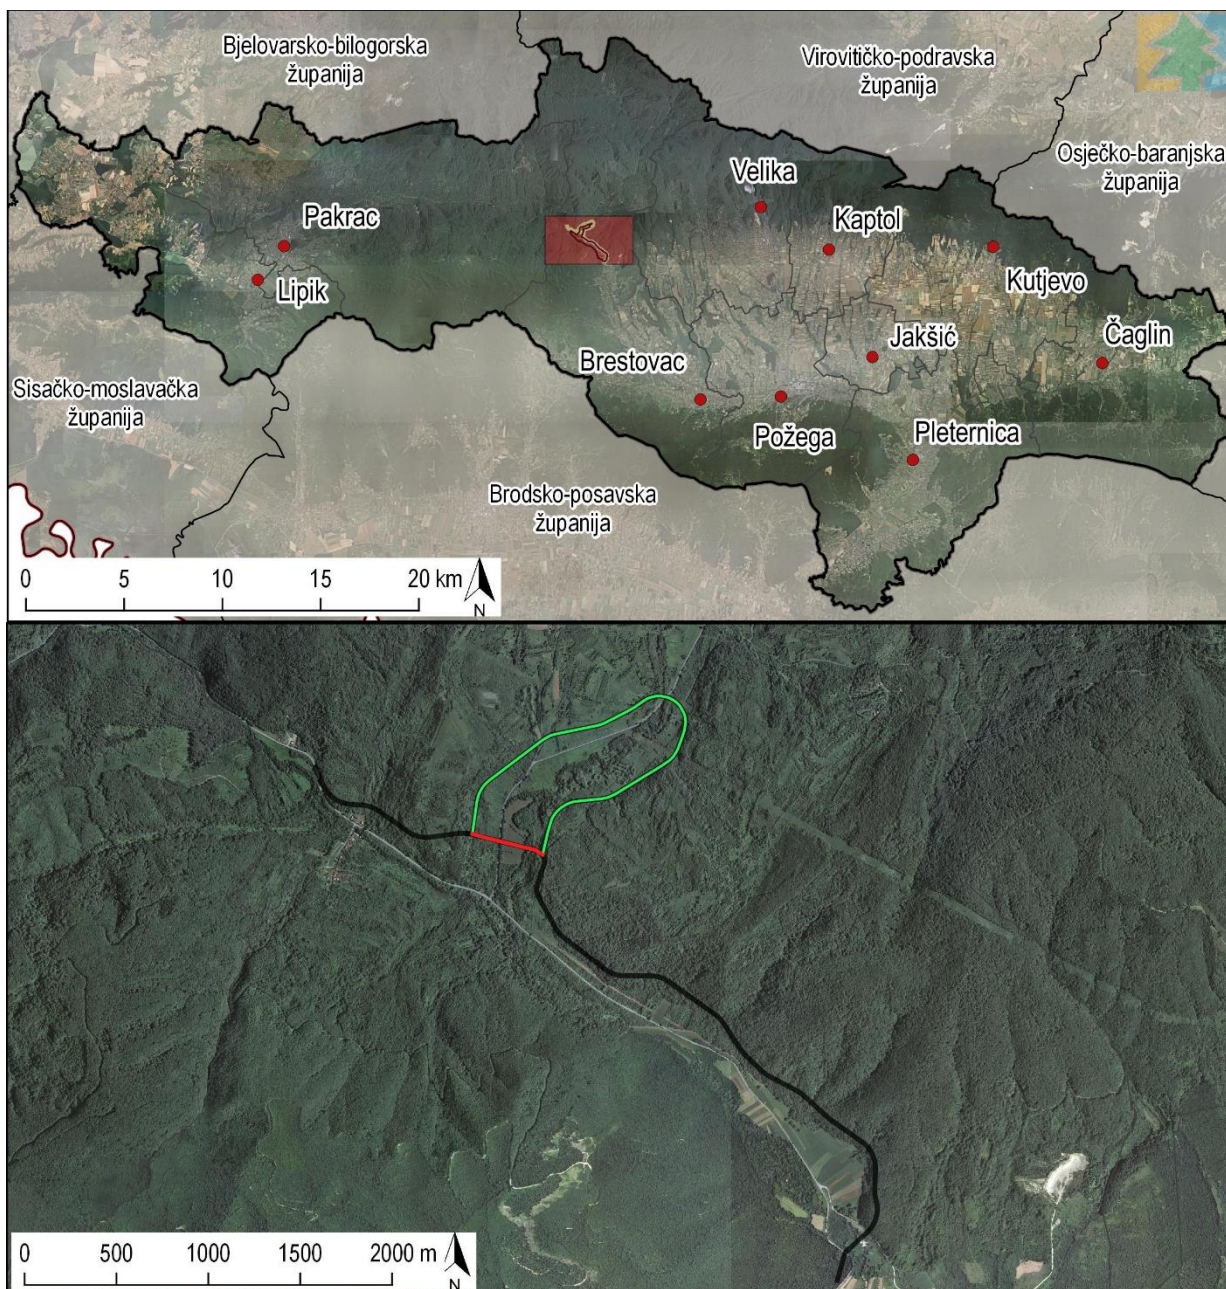 Bjelovarsko-bilogorska
županija
Virovitičko-podravska
županija
Osječko-baranjska
županija
Velika
Pakrac
Kaptol
Kutjevo
Lipik
Jakšić
Čaglin
Brestovac
Sisačko-moslavačka
županija
Požega
Pleternica
Brodsko-posavska
županija
0 5 10 15 20 km
N
0 500 1000 1500 2000 m
N